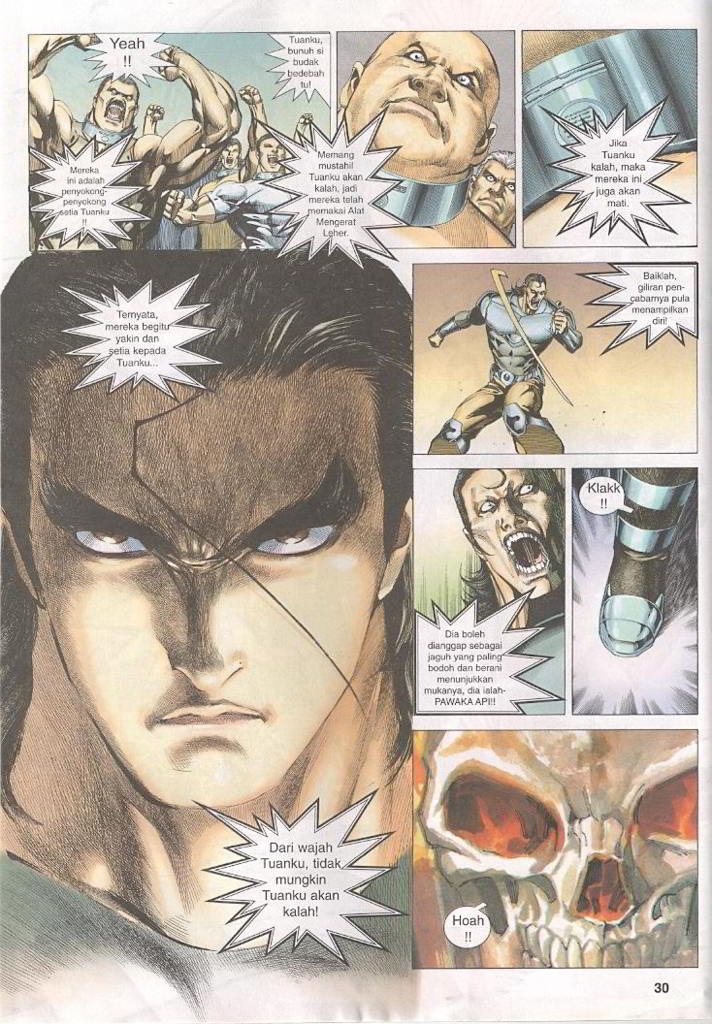 Yeah
!!
Tuanku,
bunuh si
budak
bedebah
tu!
Mereka
ini adalah
penyokong-
penyokong
setia Tuanku
!!
Memang
mustahil
Tuanku akan
kalah, jadi
mereka telah
memakai Alat
Mengerat
Leher.
Jika
Tuanku
kalah, maka
mereka ini
juga akan
mati.
Ternyata,
mereka begitu
yakin dan
setia kepada
Tuanku...
Baiklah,
giliran pen-
cabarnya pula
menampilkan
diri!
Dia boleh
dianggap sebagai
jaguh yang paling
bodoh dan berani
menunjukkan
mukanya, dia ialah-
PAWAKA API!!
Klakk
!!
Dari wajah
Tuanku, tidak
mungkin
Tuanku akan
kalah!
Hoah
!!
30